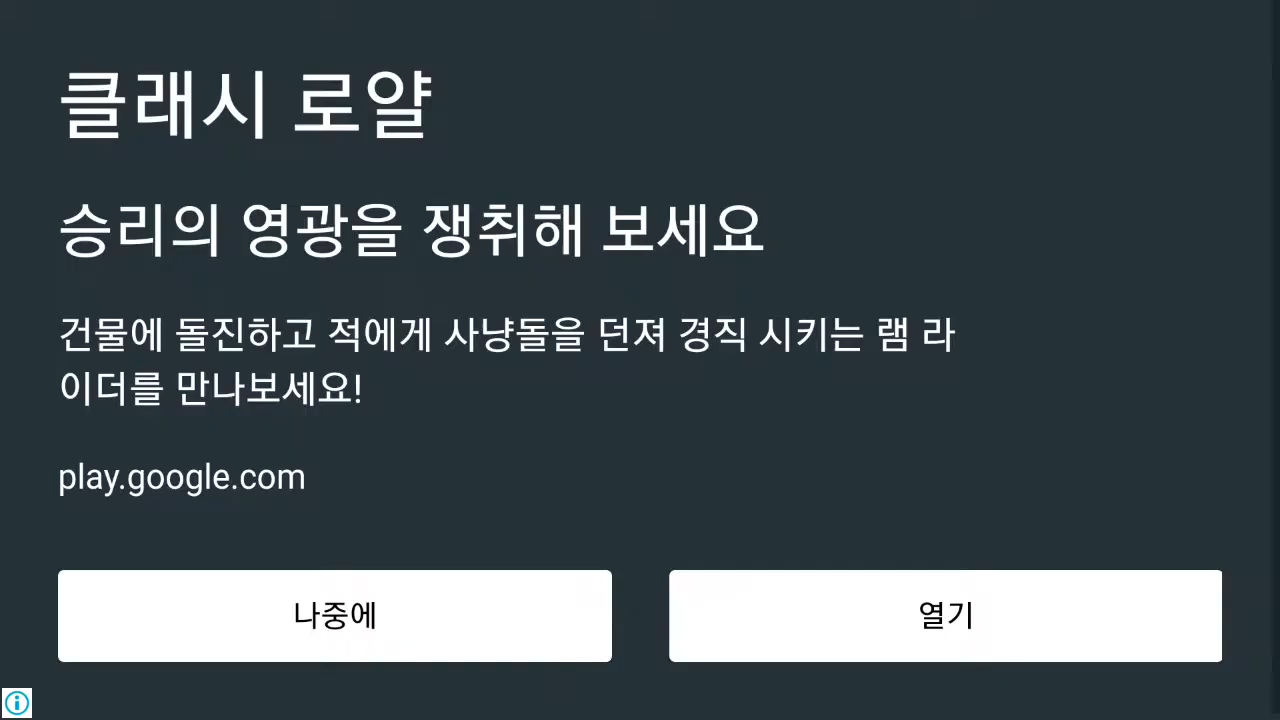 클래시 로얄
승리의 영광을 쟁취해 보세요
건물에 돌진하고 적에게 사냥돌을 던져 경직 시키는 램 라
이더를 만나보세요!
play.google.com
나중에
열기